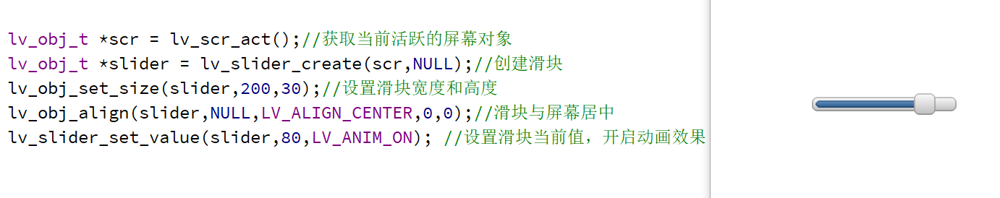 lv_obj_t *scr = lv_scr_act();//获取当前活跃的屏幕对象
lv_obj_t *slider = lv_slider_create(scr,NULL);//创建滑块
lv_obj_set_size(slider,200,30);//设置滑块宽度和高度
lv_obj_align(slider,NULL,LV_ALIGN_CENTER,0,0);//滑块与屏幕居中
lv_slider_set_value(slider,80,LV_ANIM_ON); //设置滑块当前值，开启动画效果